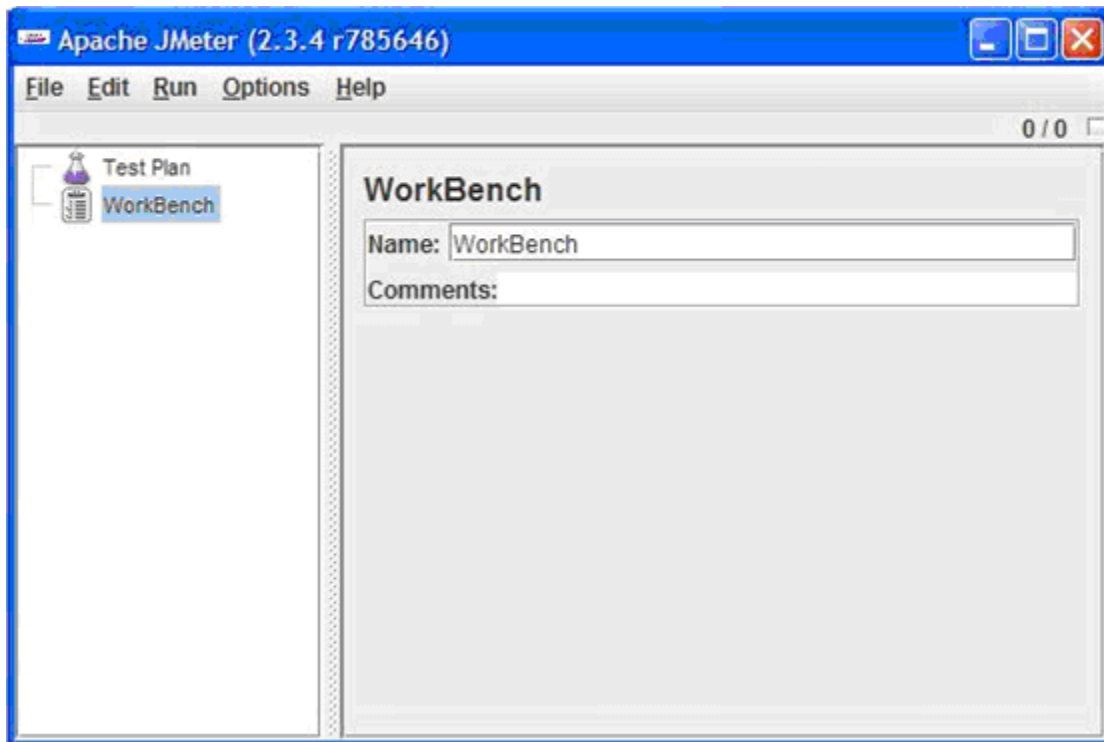 Apache JMeter (2.3.4 r785646)
File Edit Run Options Help
0 / 0
Test Plan
WorkBench
WorkBench
Name: WorkBench
Comments: